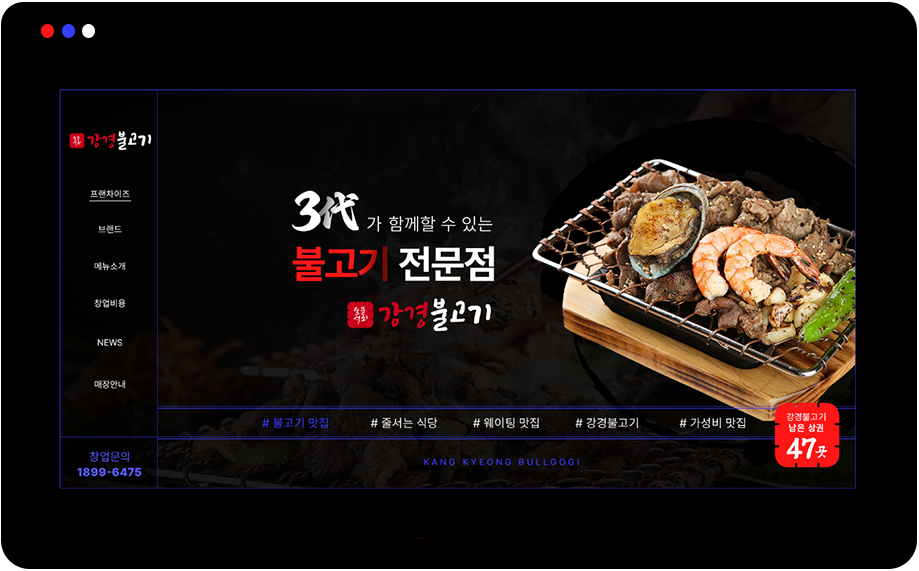 강경불고기
프랜차이즈
브랜드
메뉴소개
창업비용
NEWS
매장안내
창업문의
1899-6475
3代가 함께할 수 있는
불고기 전문점
강경불고기
# 불고기 맛집 # 줄서는 식당 # 웨이팅 맛집 # 강경불고기 # 가성비 맛집
KANG KYEONG BULLGOGI
강경불고기
남은 상권
47곳